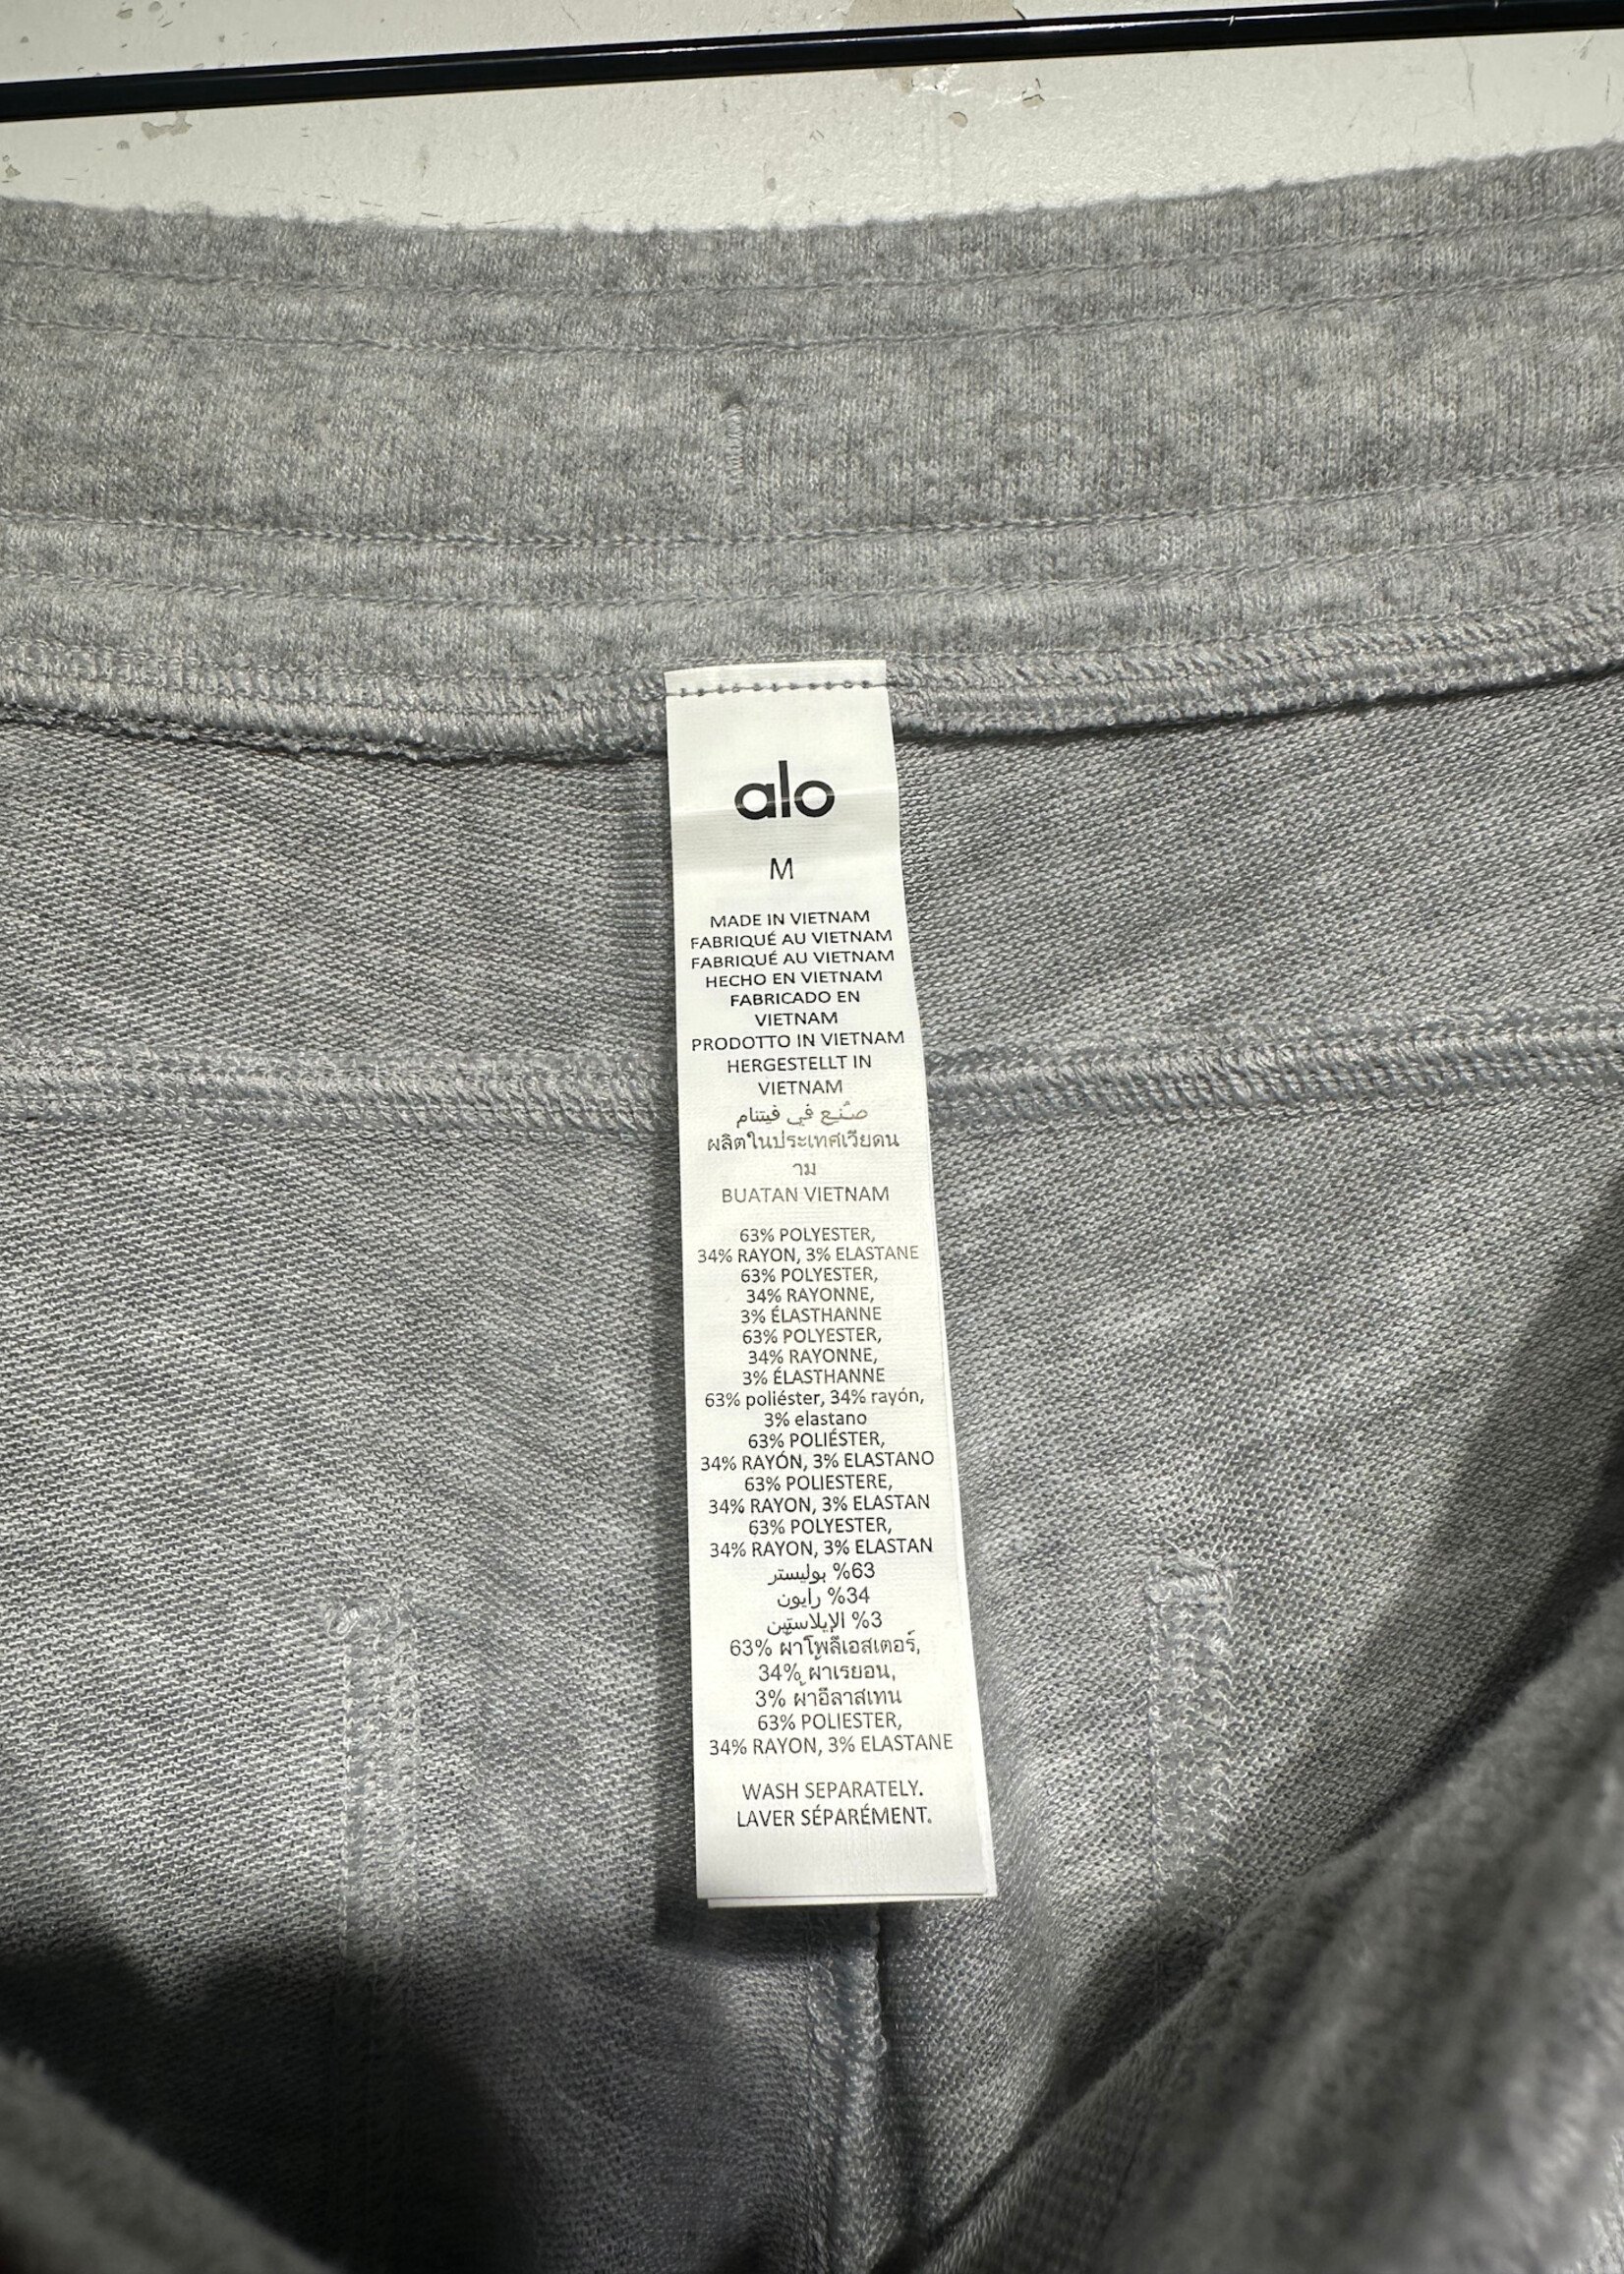 alo
M
MADE IN VIETNAM
FABRIQUÉ AU VIETNAM
FABRIQUÉ AU VIETNAM
HECHO EN VIETNAM
FABRICADO EN
VIETNAM
PRODOTTO IN VIETNAM
HERGESTELLT IN
VIETNAM
صُنع في فيتنام
ผลิตในประเทศเวียดน
าม
BUATAN VIETNAM
63% POLYESTER,
34% RAYON, 3% ELASTANE
63% POLYESTER,
34% RAYONNE,
3% ÉLASTHANNE
63% POLYESTER,
34% RAYONNE,
3% ÉLASTHANNE
63% poliéster, 34% rayón,
3% elastano
63% POLIÉSTER,
34% RAYÓN, 3% ELASTANO
63% POLIESTERE,
34% RAYON, 3% ELASTAN
63% POLYESTER,
34% RAYON, 3% ELASTAN
63% بوليستر
34% رايون
3% الإيلاستين
63% ผ้าโพลีเอสเตอร์,
34% ผ้าเรยอน,
3% ผ้าอีลาสเทน
63% POLIESTER,
34% RAYON, 3% ELASTANE
WASH SEPARATELY.
LAVER SÉPARÉMENT.